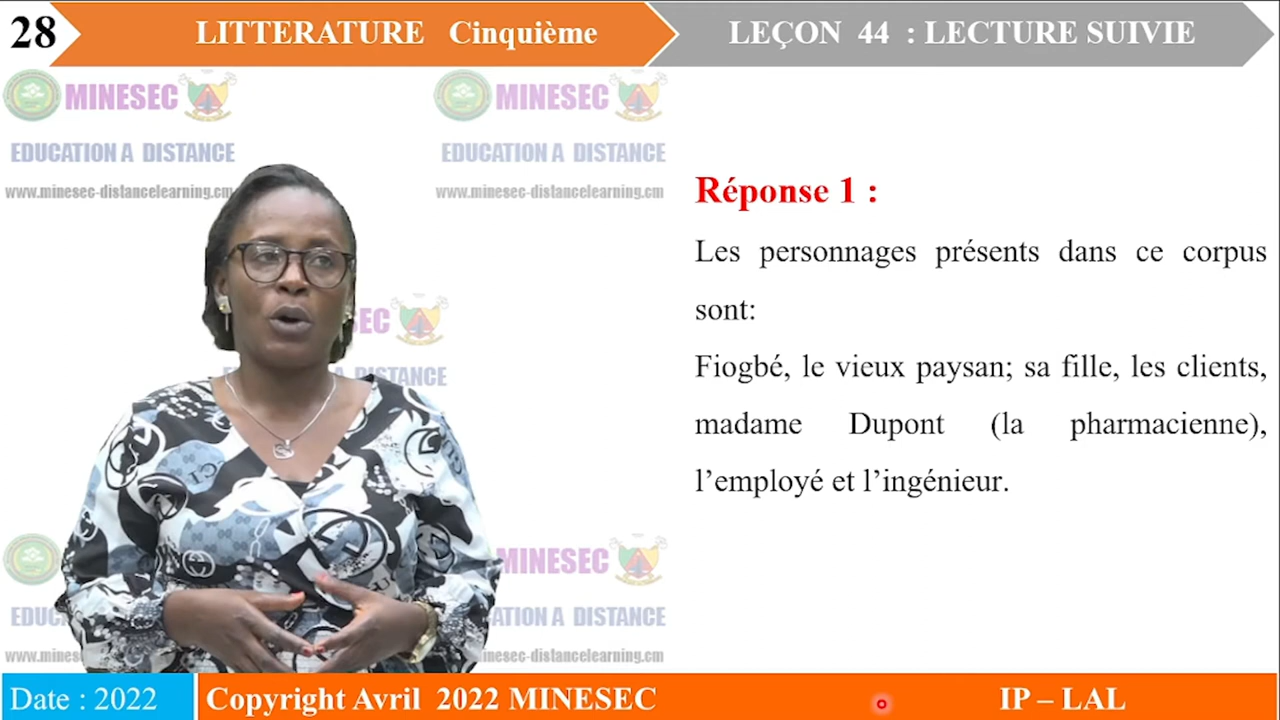 28
LITTERATURE Cinquième
LEÇON 44 : LECTURE SUIVIE
MINESEC
MINESEC
EDUCATION A DISTANCE
EDUCATION A DISTANCE
www.minesec-distancelearning.cm
www.minesec-distancelearning.cm
Réponse 1 :
Les personnages présents dans ce corpus
sont:
Fiogbé, le vieux paysan; sa fille, les clients,
madame Dupont (la pharmacienne),
l’employé et l’ingénieur.
MINESEC
Date : 2022
Copyright Avril 2022 MINESEC
IP – LAL